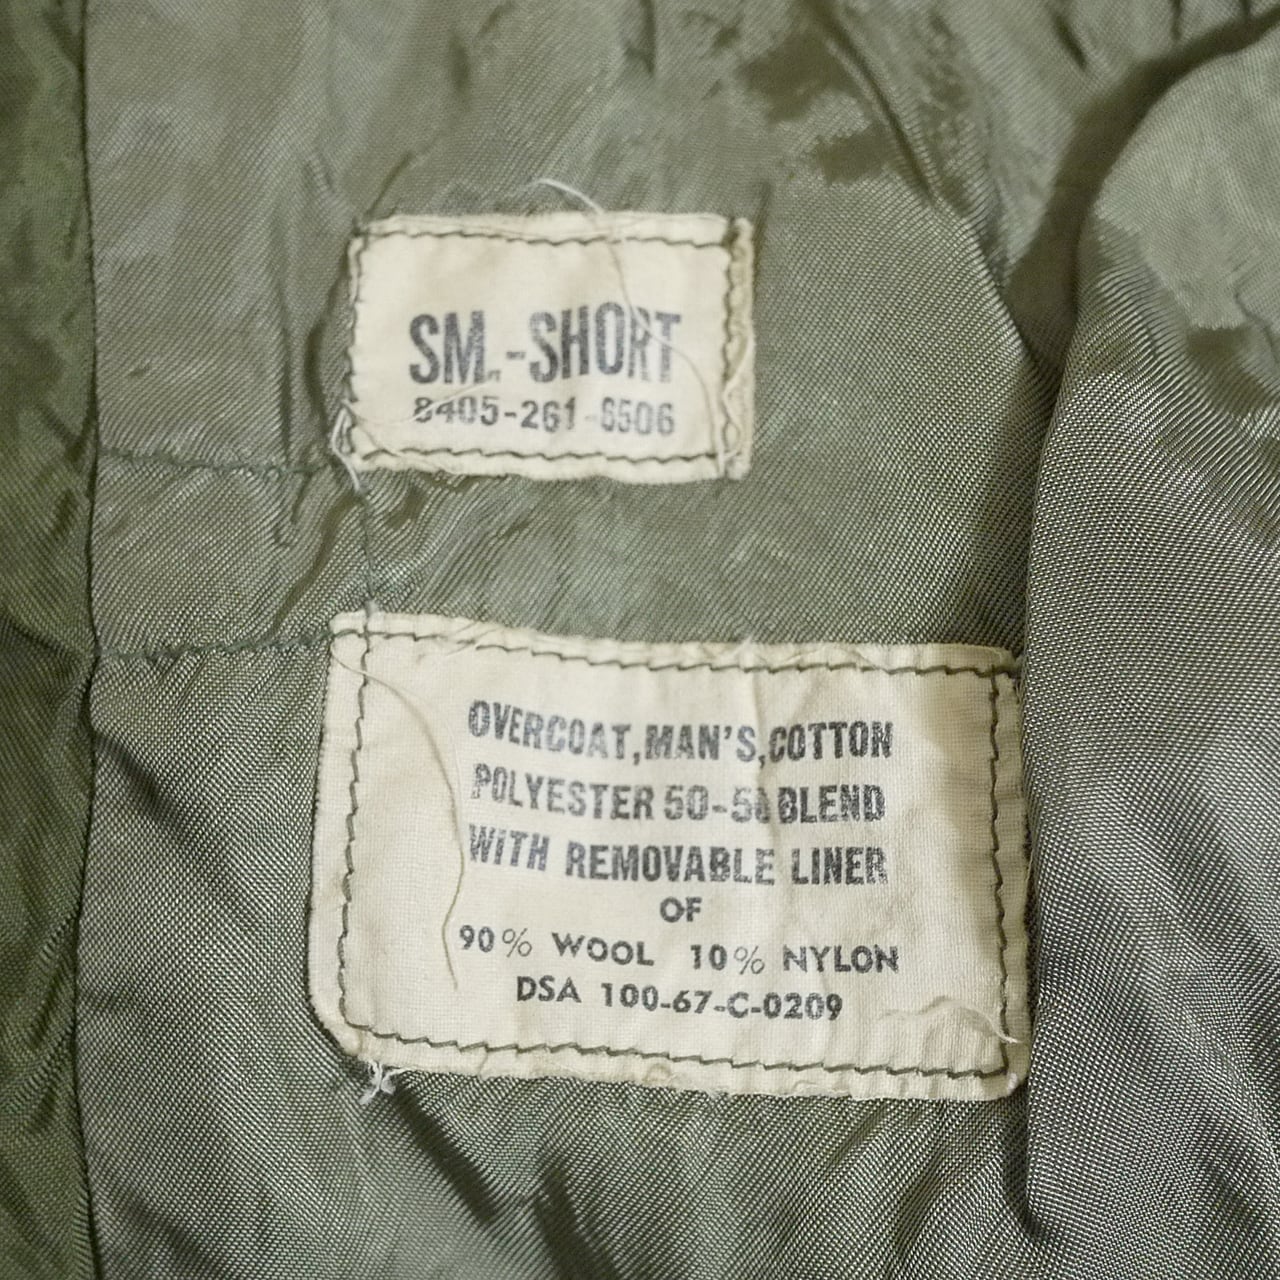 SM.-SHORT
8405-261-6506
OVERCOAT, MAN'S, COTTON
POLYESTER 50-50 BLEND
WITH REMOVABLE LINER
OF
90% WOOL 10% NYLON
DSA 100-67-C-0209